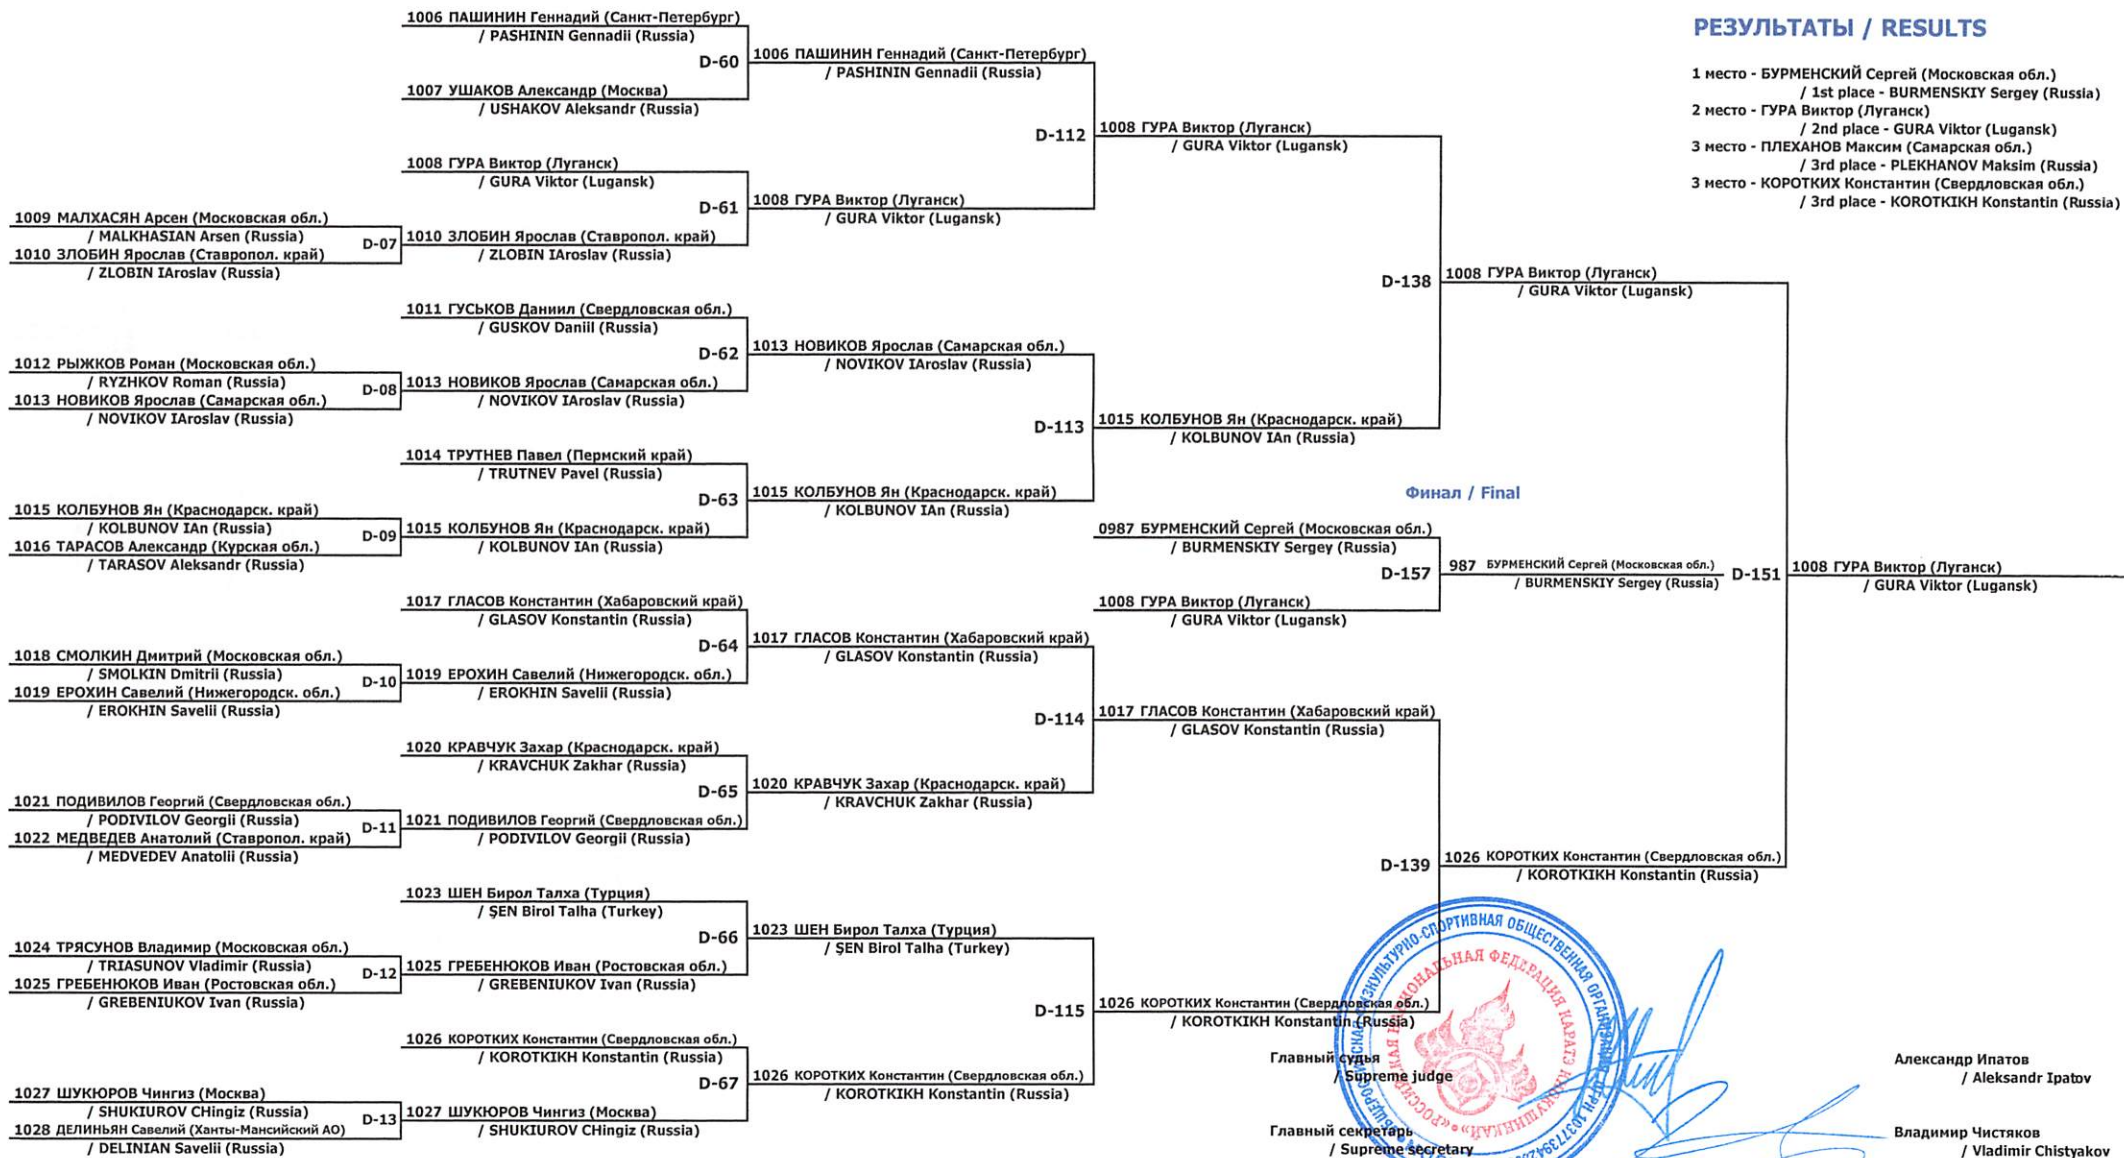 1006 ПАШИНИН Геннадий (Санкт-Петербург)
/ PASHININ Gennadii (Russia)
D-60
1007 УШАКОВ Александр (Москва)
/ USHAKOV Aleksandr (Russia)
1008 ГУРА Виктор (Луганск)
/ GURA Viktor (Lugansk)
D-61
1009 МАЛХАСЯН Арсен (Московская обл.)
/ MALKHASIAN Arsen (Russia)
D-07
1010 ЗЛОБИН Ярослав (Ставропол. край)
/ ZLOBIN IAroslav (Russia)
1010 ЗЛОБИН Ярослав (Ставропол. край)
/ ZLOBIN IAroslav (Russia)
1011 ГУСЬКОВ Даниил (Свердловская обл.)
/ GUSKOV Daniil (Russia)
D-62
1012 РЫЖКОВ Роман (Московская обл.)
/ RYZHKOV Roman (Russia)
D-08
1013 НОВИКОВ Ярослав (Самарская обл.)
/ NOVIKOV IAroslav (Russia)
1013 НОВИКОВ Ярослав (Самарская обл.)
/ NOVIKOV IAroslav (Russia)
1014 ТРУТНЕВ Павел (Пермский край)
/ TRUTNEV Pavel (Russia)
D-63
1015 КОЛБУНОВ Ян (Краснодарск. край)
/ KOLBUNOV IAn (Russia)
D-09
1016 ТАРАСОВ Александр (Курская обл.)
/ TARASOV Aleksandr (Russia)
1015 КОЛБУНОВ Ян (Краснодарск. край)
/ KOLBUNOV IAn (Russia)
1017 ГЛАСОВ Константин (Хабаровский край)
/ GLASOV Konstantin (Russia)
D-64
1018 СМОЛКИН Дмитрий (Московская обл.)
/ SMOLKIN Dmitrii (Russia)
D-10
1019 ЕРОХИН Савелий (Нижегородск. обл.)
/ EROKHIN Savelii (Russia)
1019 ЕРОХИН Савелий (Нижегородск. обл.)
/ EROKHIN Savelii (Russia)
1020 КРАВЧУК Захар (Краснодарск. край)
/ KRAVCHUK Zakhar (Russia)
D-65
1021 ПОДИВИЛОВ Георгий (Свердловская обл.)
/ PODIVILOV Georgii (Russia)
D-11
1022 МЕДВЕДЕВ Анатолий (Ставропол. край)
/ MEDVEDEV Anatolii (Russia)
1021 ПОДИВИЛОВ Георгий (Свердловская обл.)
/ PODIVILOV Georgii (Russia)
1023 ШЕН Бирол Талха (Турция)
/ ŞEN Birol Talha (Turkey)
D-66
1024 ТРЯСУНОВ Владимир (Московская обл.)
/ TRIASUNOV Vladimir (Russia)
D-12
1025 ГРЕБЕНЮКОВ Иван (Ростовская обл.)
/ GREBENIUKOV Ivan (Russia)
1025 ГРЕБЕНЮКОВ Иван (Ростовская обл.)
/ GREBENIUKOV Ivan (Russia)
1026 КОРОТКИХ Константин (Свердловская обл.)
/ KOROTKIKH Konstantin (Russia)
D-67
1027 ШУКЮРОВ Чингиз (Москва)
/ SHUKIUROV CHingiz (Russia)
D-13
1028 ДЕЛИНЬЯН Савелий (Ханты-Мансийский АО)
/ DELINIAN Savelii (Russia)
1027 ШУКЮРОВ Чингиз (Москва)
/ SHUKIUROV CHingiz (Russia)
1006 ПАШИНИН Геннадий (Санкт-Петербург)
/ PASHININ Gennadii (Russia)
D-112
1008 ГУРА Виктор (Луганск)
/ GURA Viktor (Lugansk)
1013 НОВИКОВ Ярослав (Самарская обл.)
/ NOVIKOV IAroslav (Russia)
D-113
1015 КОЛБУНОВ Ян (Краснодарск. край)
/ KOLBUNOV IAn (Russia)
1017 ГЛАСОВ Константин (Хабаровский край)
/ GLASOV Konstantin (Russia)
D-114
1020 КРАВЧУК Захар (Краснодарск. край)
/ KRAVCHUK Zakhar (Russia)
1023 ШЕН Бирол Талха (Турция)
/ ŞEN Birol Talha (Turkey)
D-115
1026 КОРОТКИХ Константин (Свердловская обл.)
/ KOROTKIKH Konstantin (Russia)
1008 ГУРА Виктор (Луганск)
/ GURA Viktor (Lugansk)
D-138
1015 КОЛБУНОВ Ян (Краснодарск. край)
/ KOLBUNOV IAn (Russia)
Финал / Final
0987 БУРМЕНСКИЙ Сергей (Московская обл.)
/ BURMENSKIY Sergey (Russia)
D-157
1008 ГУРА Виктор (Луганск)
/ GURA Viktor (Lugansk)
987 БУРМЕНСКИЙ Сергей (Московская обл.)
/ BURMENSKIY Sergey (Russia)
1017 ГЛАСОВ Константин (Хабаровский край)
/ GLASOV Konstantin (Russia)
D-139
1026 КОРОТКИХ Константин (Свердловская обл.)
/ KOROTKIKH Konstantin (Russia)
1008 ГУРА Виктор (Луганск)
/ GURA Viktor (Lugansk)
D-151
1026 КОРОТКИХ Константин (Свердловская обл.)
/ KOROTKIKH Konstantin (Russia)
1008 ГУРА Виктор (Луганск)
/ GURA Viktor (Lugansk)
РЕЗУЛЬТАТЫ / RESULTS
1 место - БУРМЕНСКИЙ Сергей (Московская обл.)
/ 1st place - BURMENSKIY Sergey (Russia)
2 место - ГУРА Виктор (Луганск)
/ 2nd place - GURA Viktor (Lugansk)
3 место - ПЛЕХАНОВ Максим (Самарская обл.)
/ 3rd place - PLEKHANOV Maksim (Russia)
3 место - КОРОТКИХ Константин (Свердловская обл.)
/ 3rd place - KOROTKIKH Konstantin (Russia)
Главный судья
/ Supreme judge
Александр Ипатов
/ Aleksandr Ipatov
Главный секретарь
/ Supreme secretary
Владимир Чистяков
/ Vladimir Chistyakov
ФИЗКУЛЬТУРНО-СПОРТИВНАЯ ОБЩЕСТВЕННАЯ
«РОССИЙСКАЯ НАЦИОНАЛЬНАЯ ФЕДЕРАЦИЯ КАРАТЭ КИОКУШИНКАЙ»